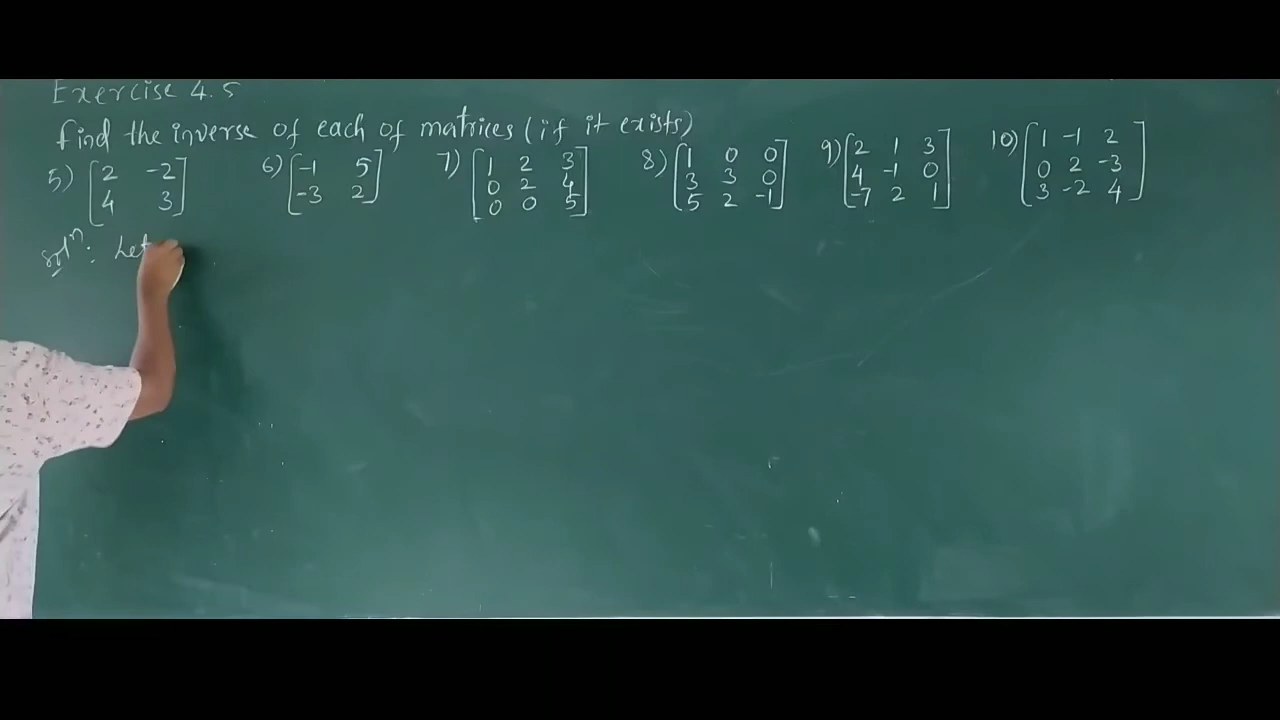 Exercise 4.5
find the inverse of each of matrices (if it exists)
5) [2 -2 6) [-1 5] 7) [1 2 3] 8) [1 0 0] 9) [2 1 3] 10) [1 -1 2]
4 3] -3 2] 0 2 4 3 3 0 4 -1 0 0 2 -3
0 0 5 5 2 -1 -7 2 1 3 -2 4
Solⁿ: Let